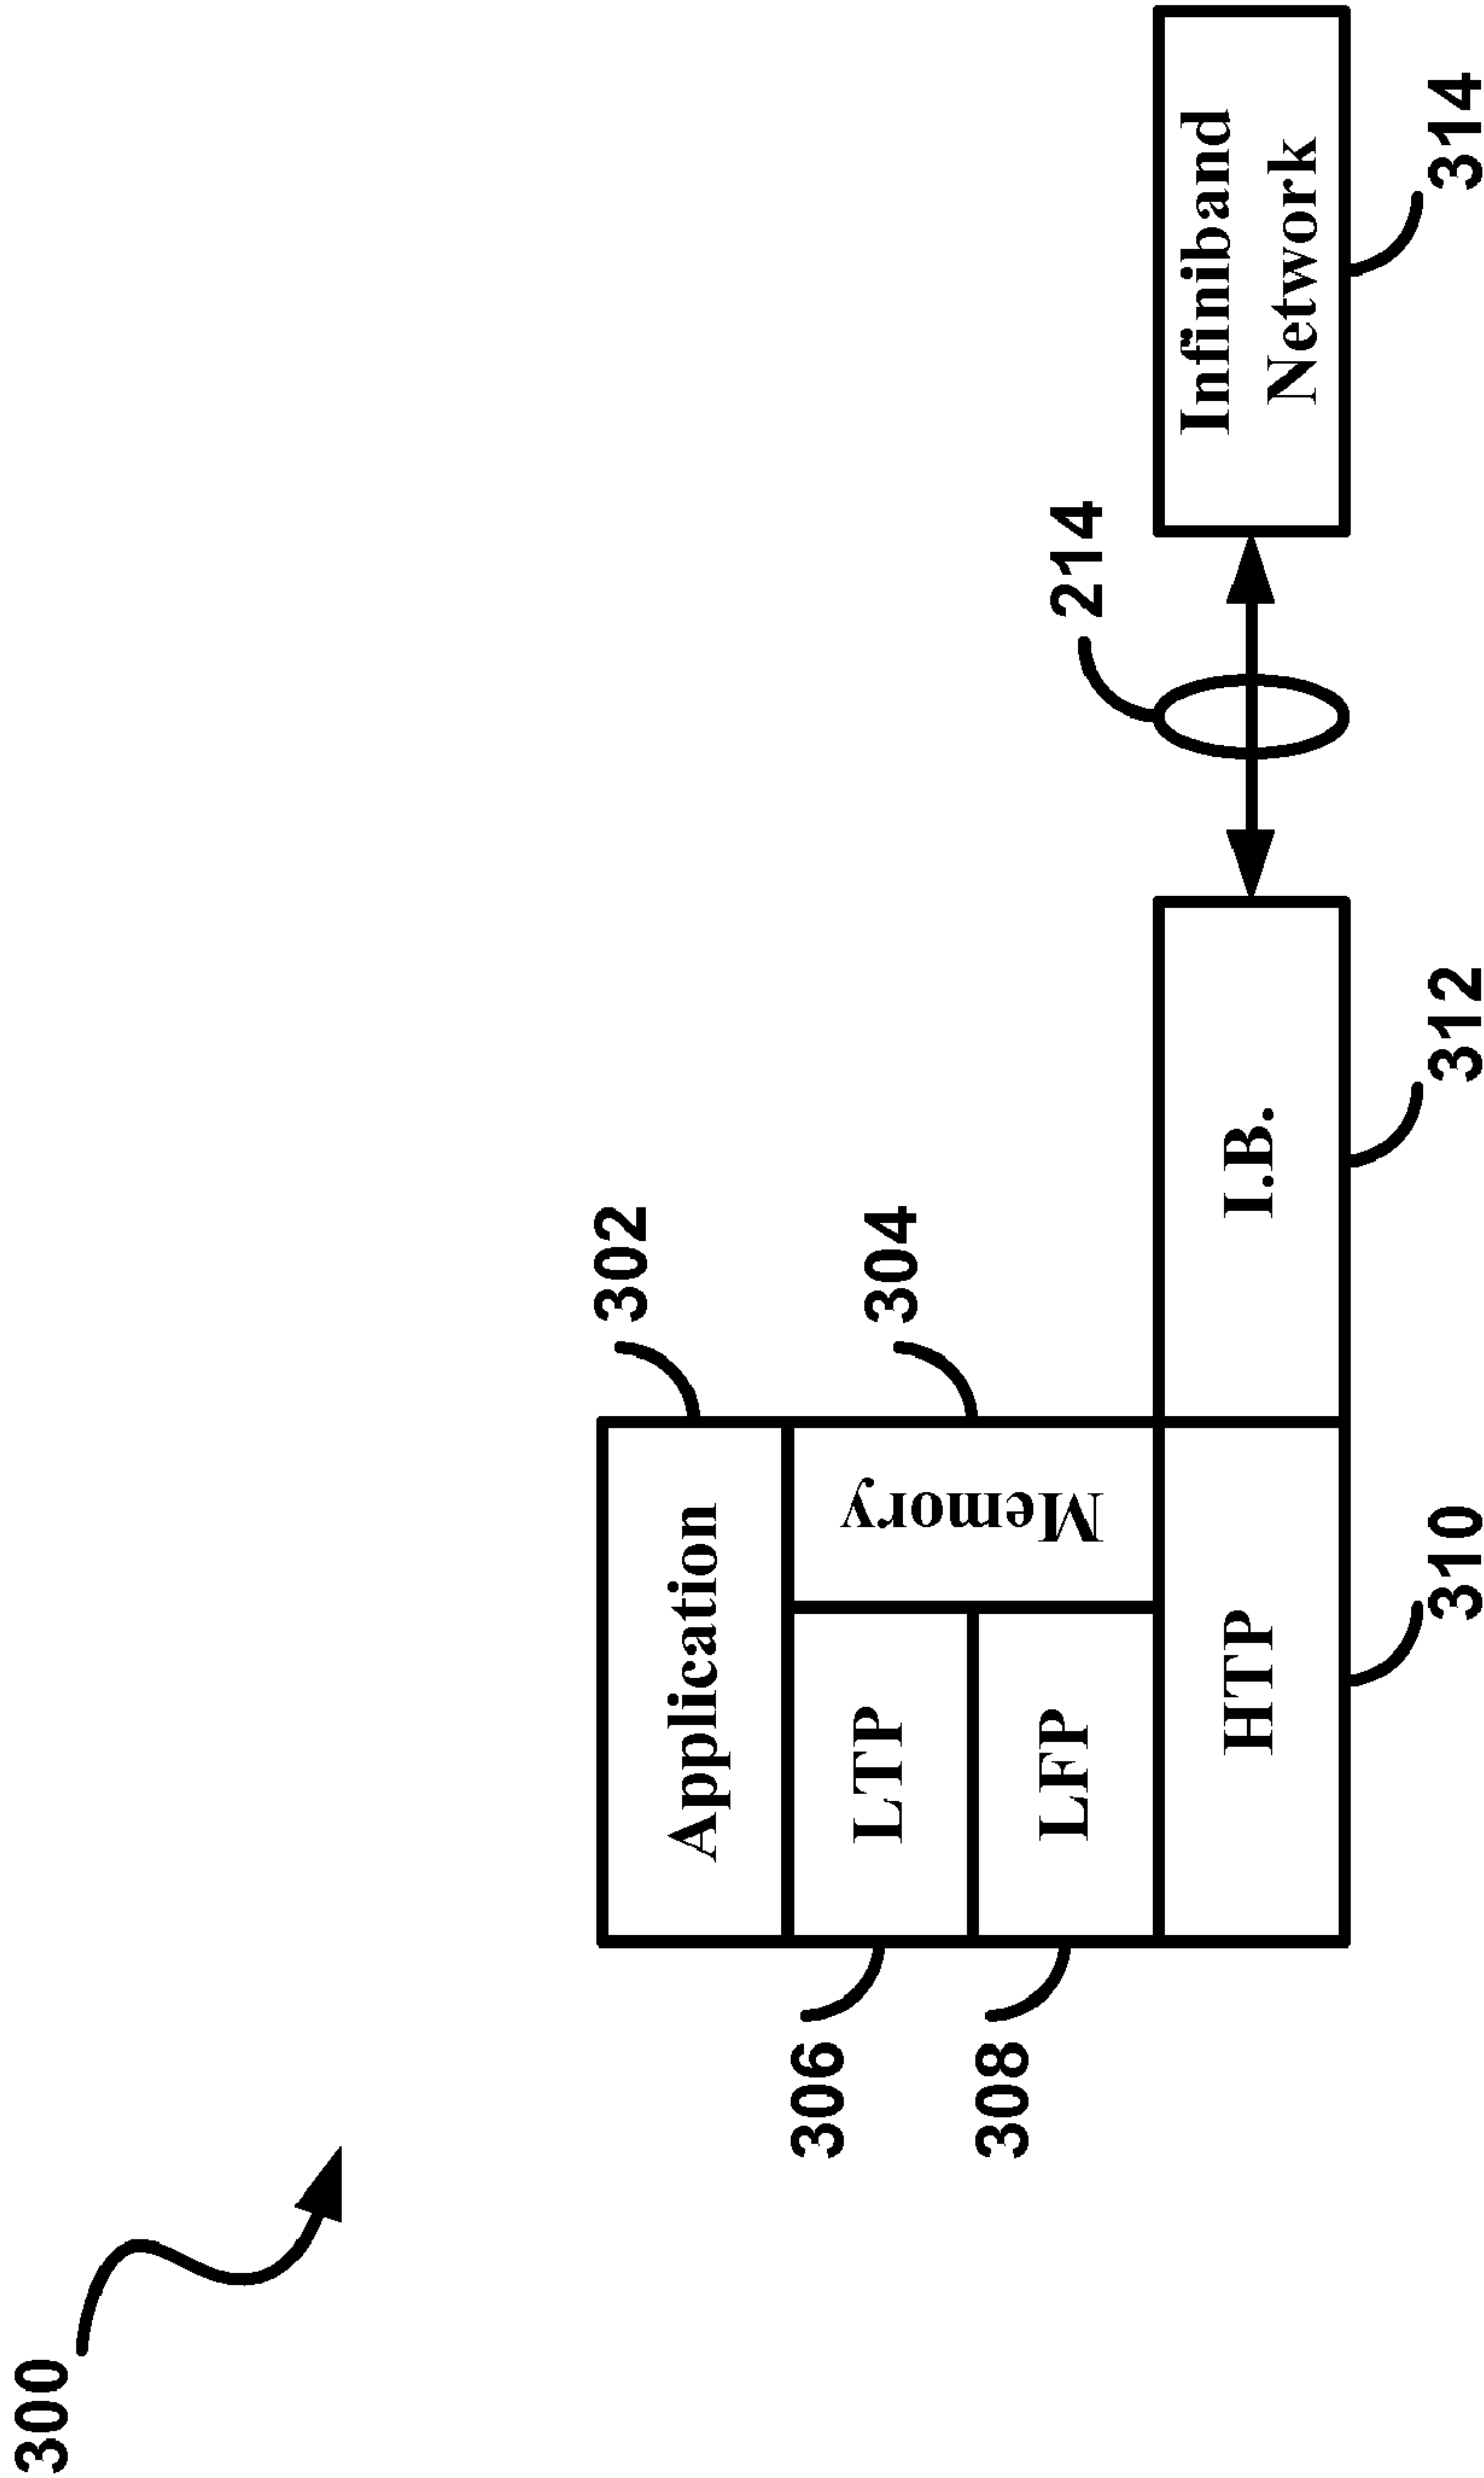 300
302
Application
304
Memory
306
LTP
308
LFP
214
HTP
I.B.
Infiniband
Network
310
312
314